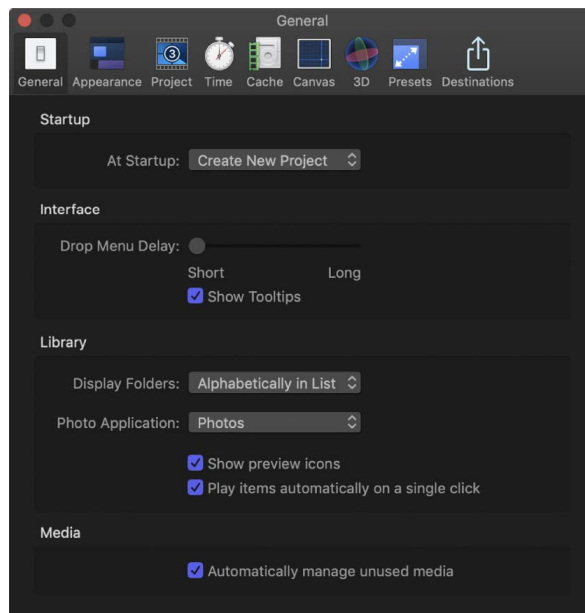 General
General Appearance Project Time Cache Canvas 3D Presets Destinations
3
Startup
At Startup: Create New Project
Interface
Drop Menu Delay:
Short Long
Show Tooltips
Library
Display Folders: Alphabetically in List
Photo Application: Photos
Show preview icons
Play items automatically on a single click
Media
Automatically manage unused media